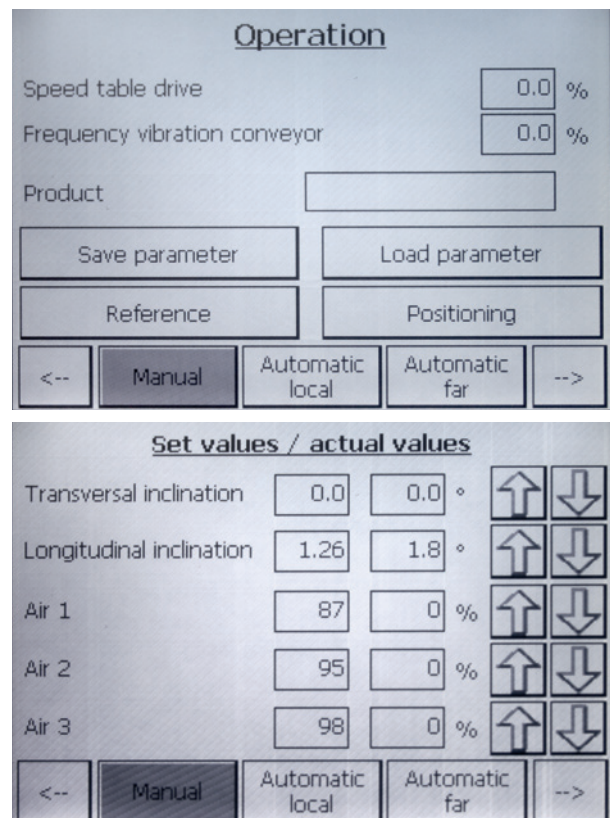 Operation
Speed table drive 0.0 %
Frequency vibration conveyor 0.0 %
Product
Save parameter Load parameter
Reference Positioning
<-- Manual Automatic local Automatic far -->
Set values / actual values
Transversal inclination 0.0 0.0 °
Longitudinal inclination 1.26 1.8 °
Air 1 87 0 %
Air 2 95 0 %
Air 3 98 0 %
<-- Manual Automatic local Automatic far -->